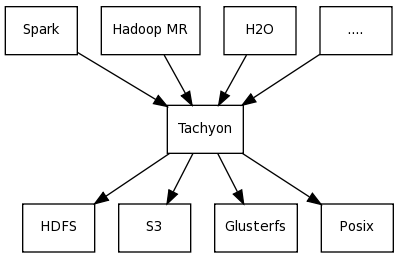 Spark
Hadoop MR
H2O
....
Tachyon
HDFS
S3
Glusterfs
Posix